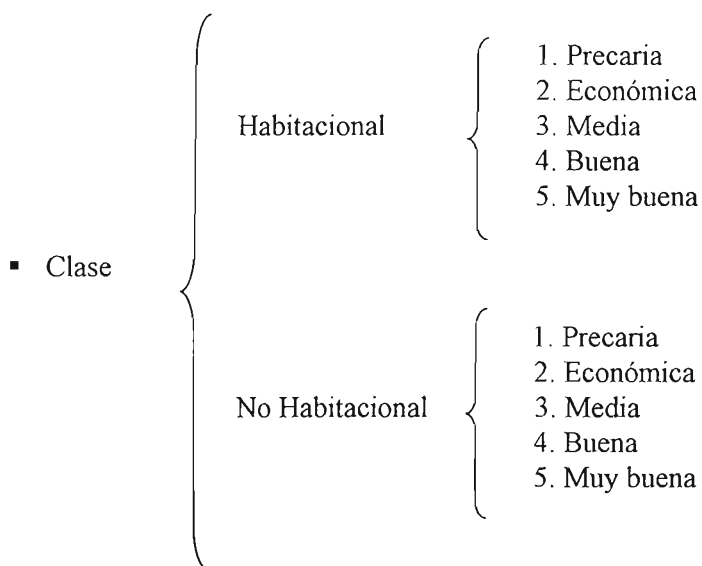 Habitacional
1. Precaria
2. Económica
3. Media
4. Buena
5. Muy buena
▪ Clase
No Habitacional
1. Precaria
2. Económica
3. Media
4. Buena
5. Muy buena